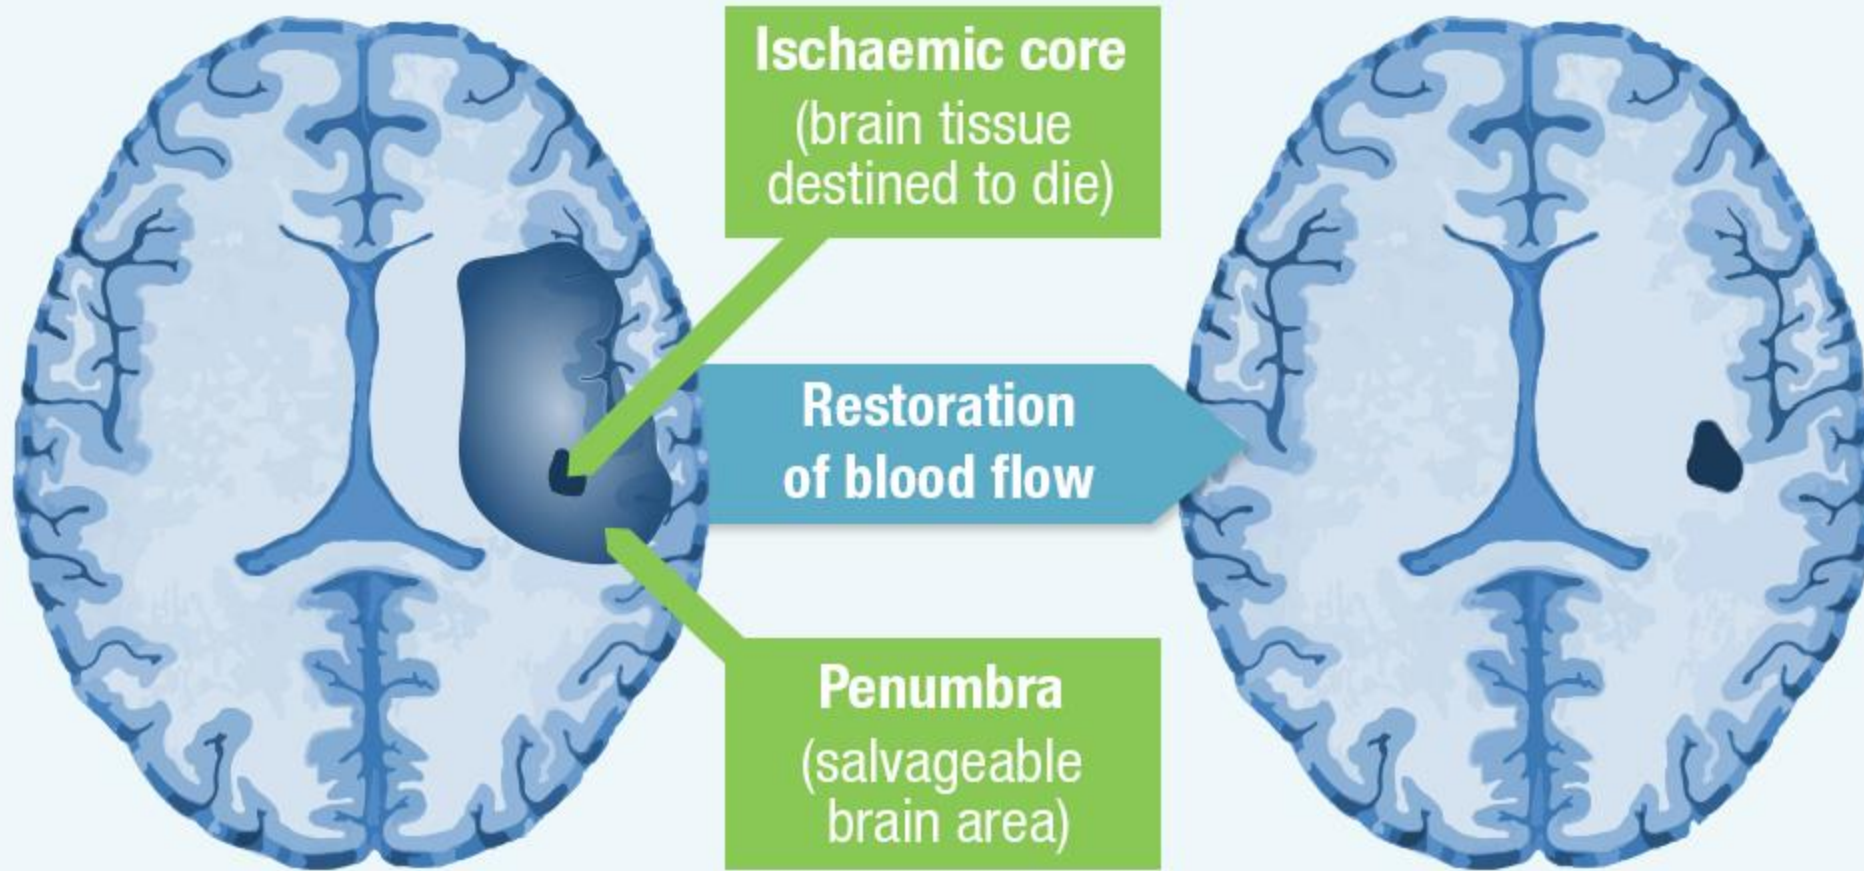 Ischaemic core
(brain tissue
destined to die)
Restoration
of blood flow
Penumbra
(salvageable
brain area)